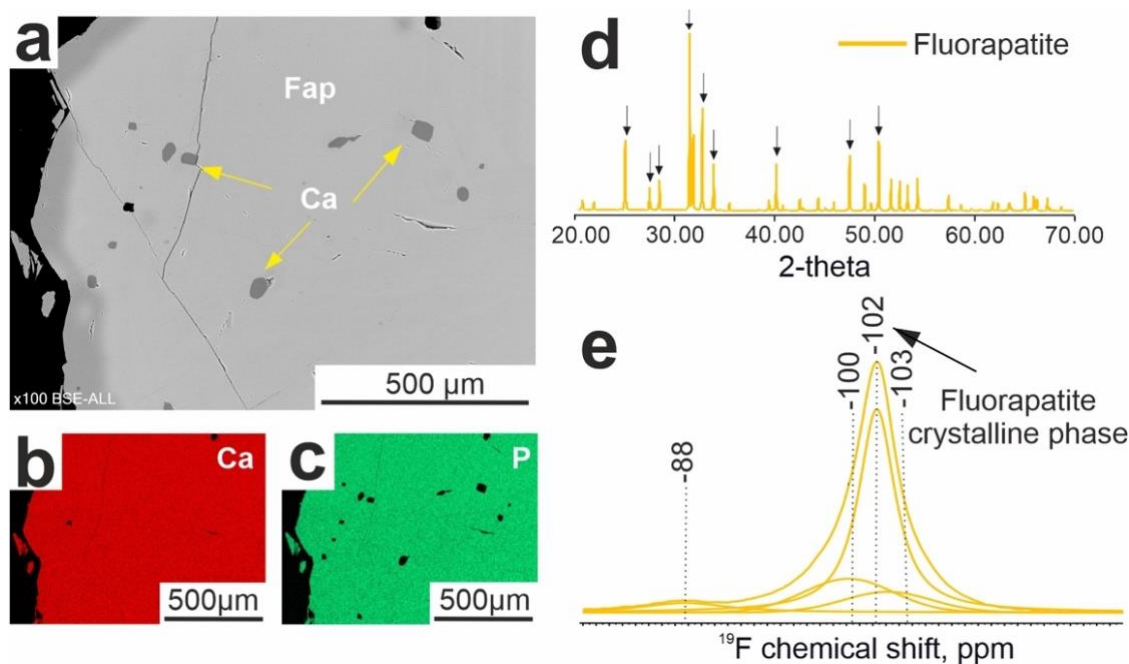 a
Fap
Ca
x100 BSE-ALL
500 µm
b
Ca
500µm
c
P
500µm
d
Fluorapatite
20.00 30.00 40.00 50.00 60.00 70.00
2-theta
e
-88
-100
-102
-103
Fluorapatite
crystalline phase
¹⁹F chemical shift, ppm